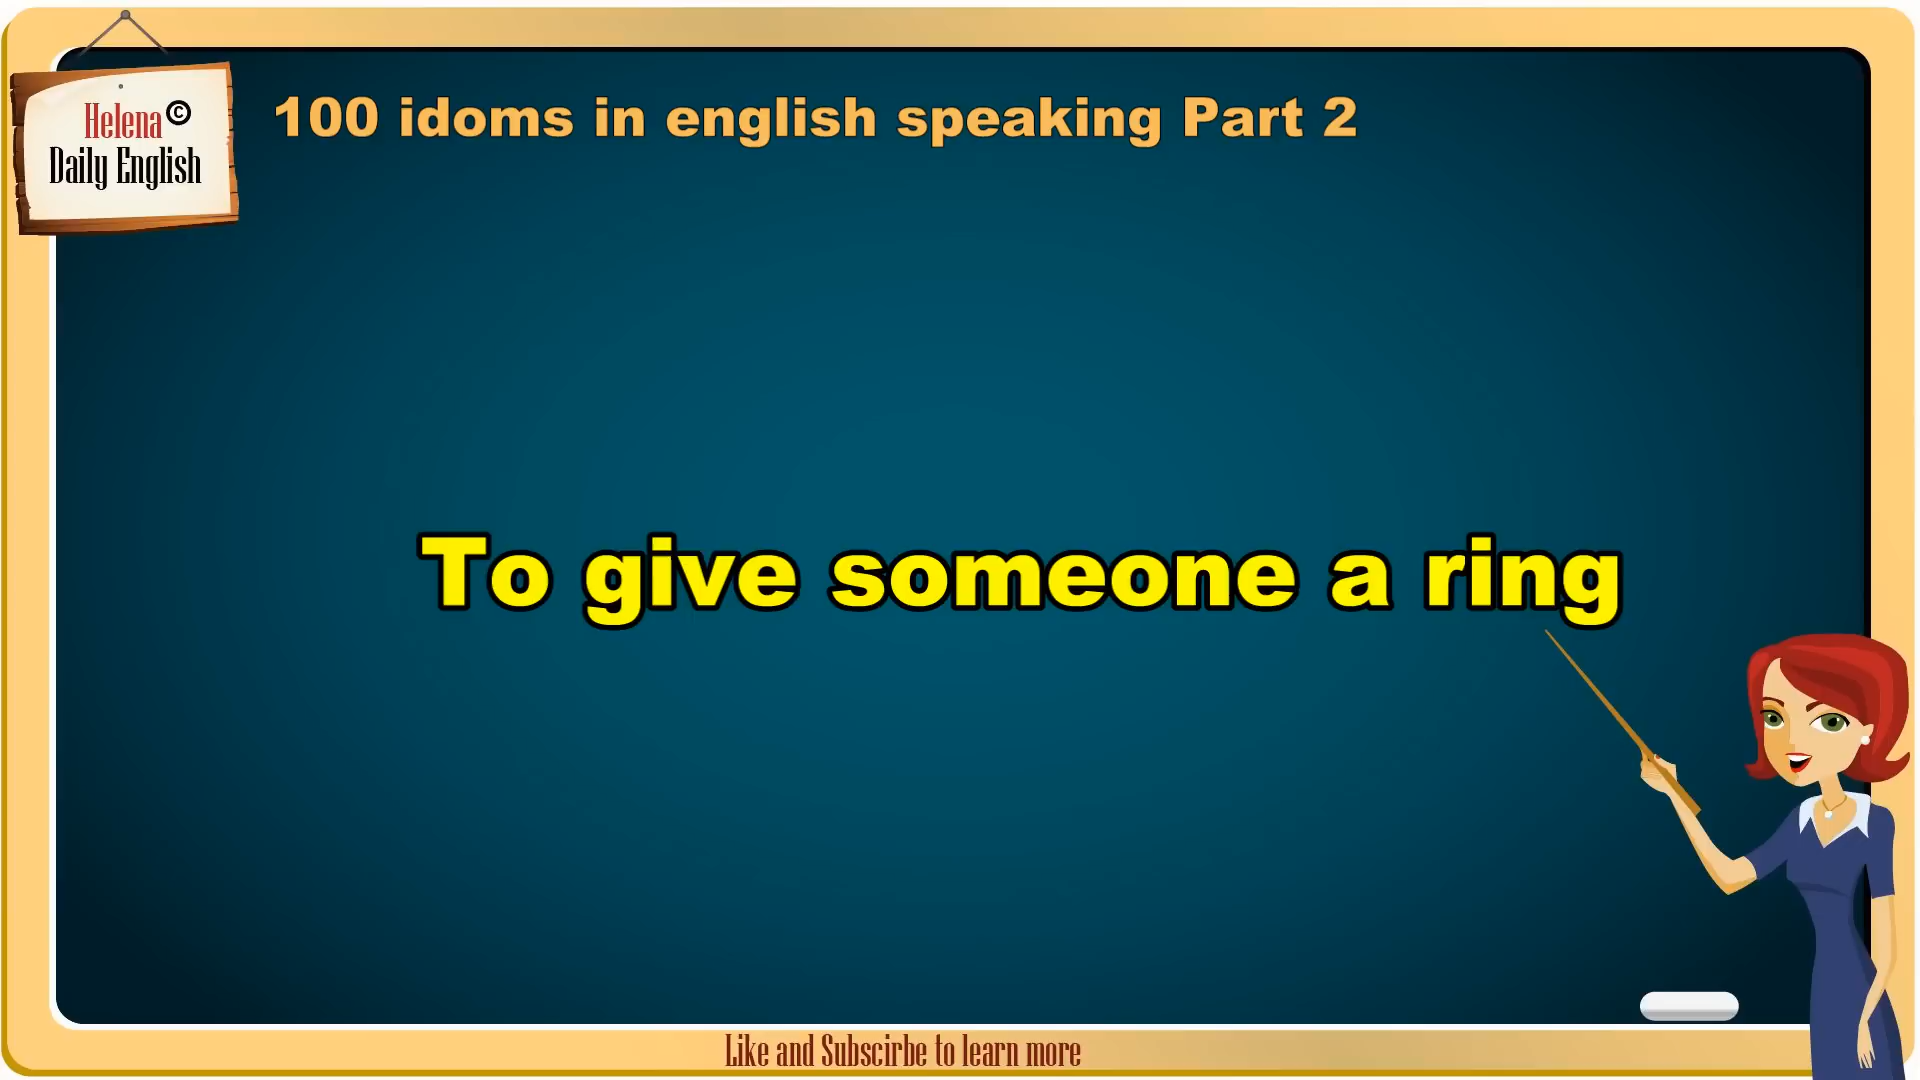 Helena©
Daily English
100 idoms in english speaking Part 2
To give someone a ring
Like and Subscirbe to learn more